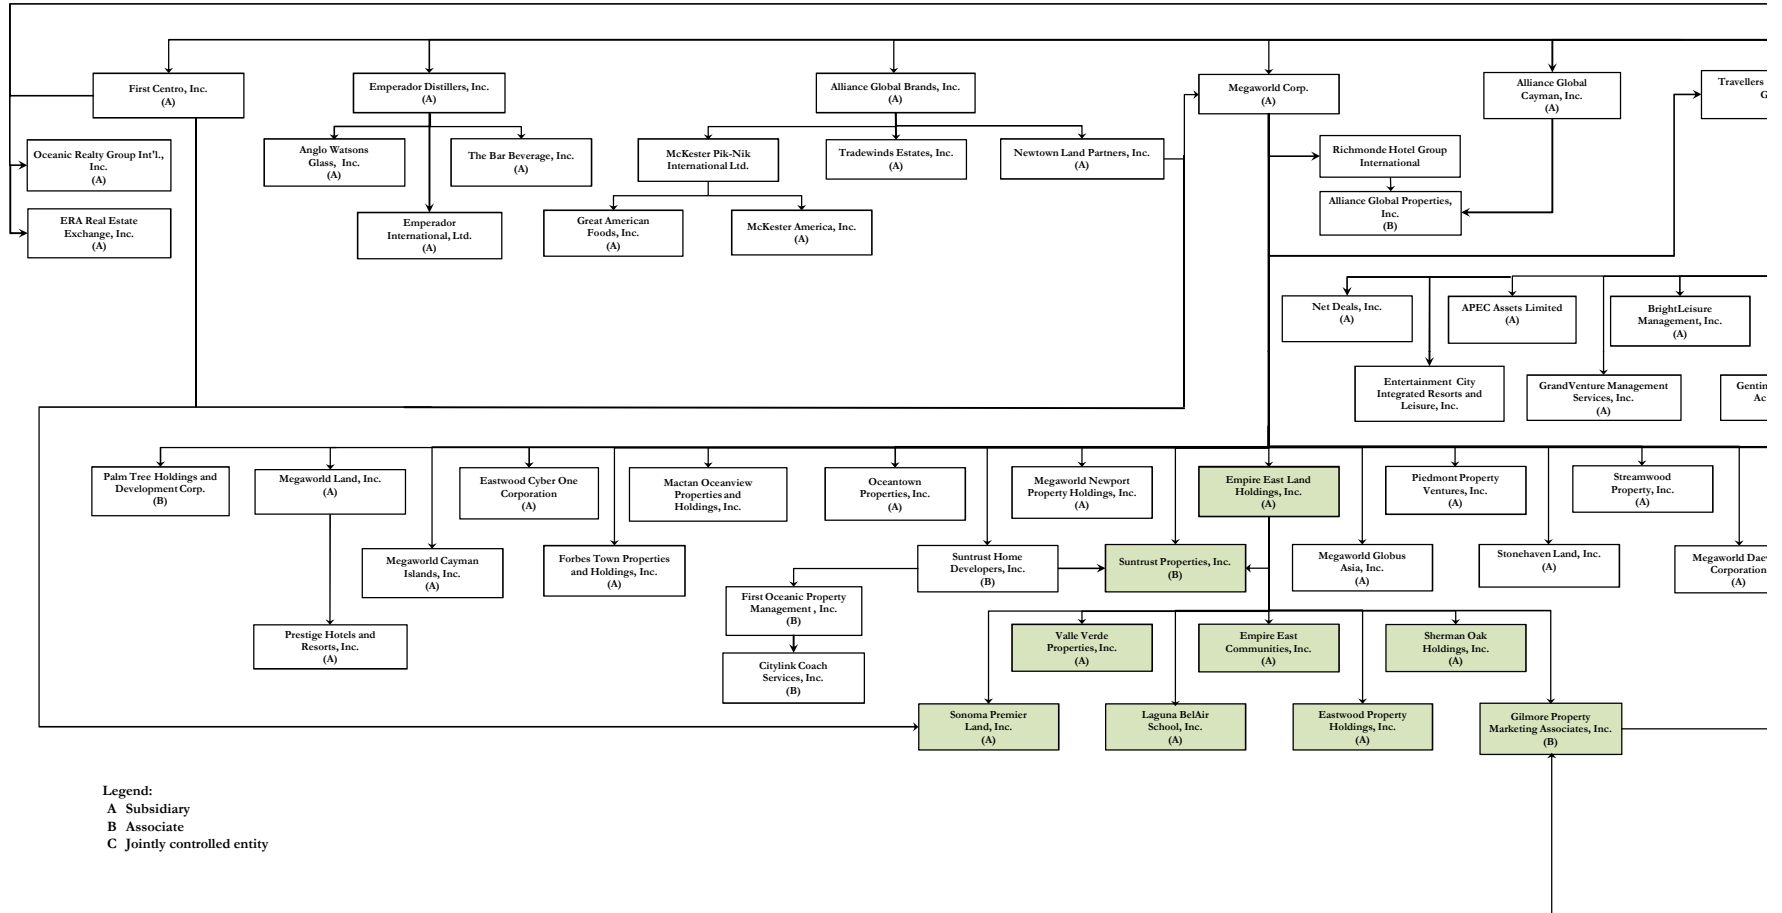 First Centro, Inc.
(A)
Emperador Distillers, Inc.
(A)
Alliance Global Brands, Inc.
(A)
Megaworld Corp.
(A)
Alliance Global
Cayman, Inc.
(A)
Travellers
G
Oceanic Realty Group Int'l.,
Inc.
(A)
Anglo Watsons
Glass, Inc.
(A)
The Bar Beverage, Inc.
(A)
McKester Pik-Nik
International Ltd.
Tradewinds Estates, Inc.
(A)
Newtown Land Partners, Inc.
(A)
Richmonde Hotel Group
International
ERA Real Estate
Exchange, Inc.
(A)
Emperador
International, Ltd.
(A)
Great American
Foods, Inc.
(A)
McKester America, Inc.
(A)
Alliance Global Properties,
Inc.
(B)
Net Deals, Inc.
(A)
APEC Assets Limited
(A)
BrightLeisure
Management, Inc.
(A)
Entertainment City
Integrated Resorts and
Leisure, Inc.
GrandVenture Management
Services, Inc.
(A)
Gentin
Ac
Palm Tree Holdings and
Development Corp.
(B)
Megaworld Land, Inc.
(A)
Eastwood Cyber One
Corporation
(A)
Mactan Oceanview
Properties and
Holdings, Inc.
Oceantown
Properties, Inc.
(A)
Megaworld Newport
Property Holdings, Inc.
(A)
Empire East Land
Holdings, Inc.
(A)
Piedmont Property
Ventures, Inc.
(A)
Streamwood
Property, Inc.
(A)
Megaworld Cayman
Islands, Inc.
(A)
Forbes Town Properties
and Holdings, Inc.
(A)
Suntrust Home
Developers, Inc.
(B)
Suntrust Properties, Inc.
(B)
Megaworld Globus
Asia, Inc.
(A)
Stonehaven Land, Inc.
(A)
Megaworld Daew
Corporation
(A)
First Oceanic Property
Management , Inc.
(B)
Prestige Hotels and
Resorts, Inc.
(A)
Valle Verde
Properties, Inc.
(A)
Empire East
Communities, Inc.
(A)
Sherman Oak
Holdings, Inc.
(A)
Citylink Coach
Services, Inc.
(B)
Sonoma Premier
Land, Inc.
(A)
Laguna BelAir
School, Inc.
(A)
Eastwood Property
Holdings, Inc.
(A)
Gilmore Property
Marketing Associates, Inc.
(B)
Legend:
A Subsidiary
B Associate
C Jointly controlled entity